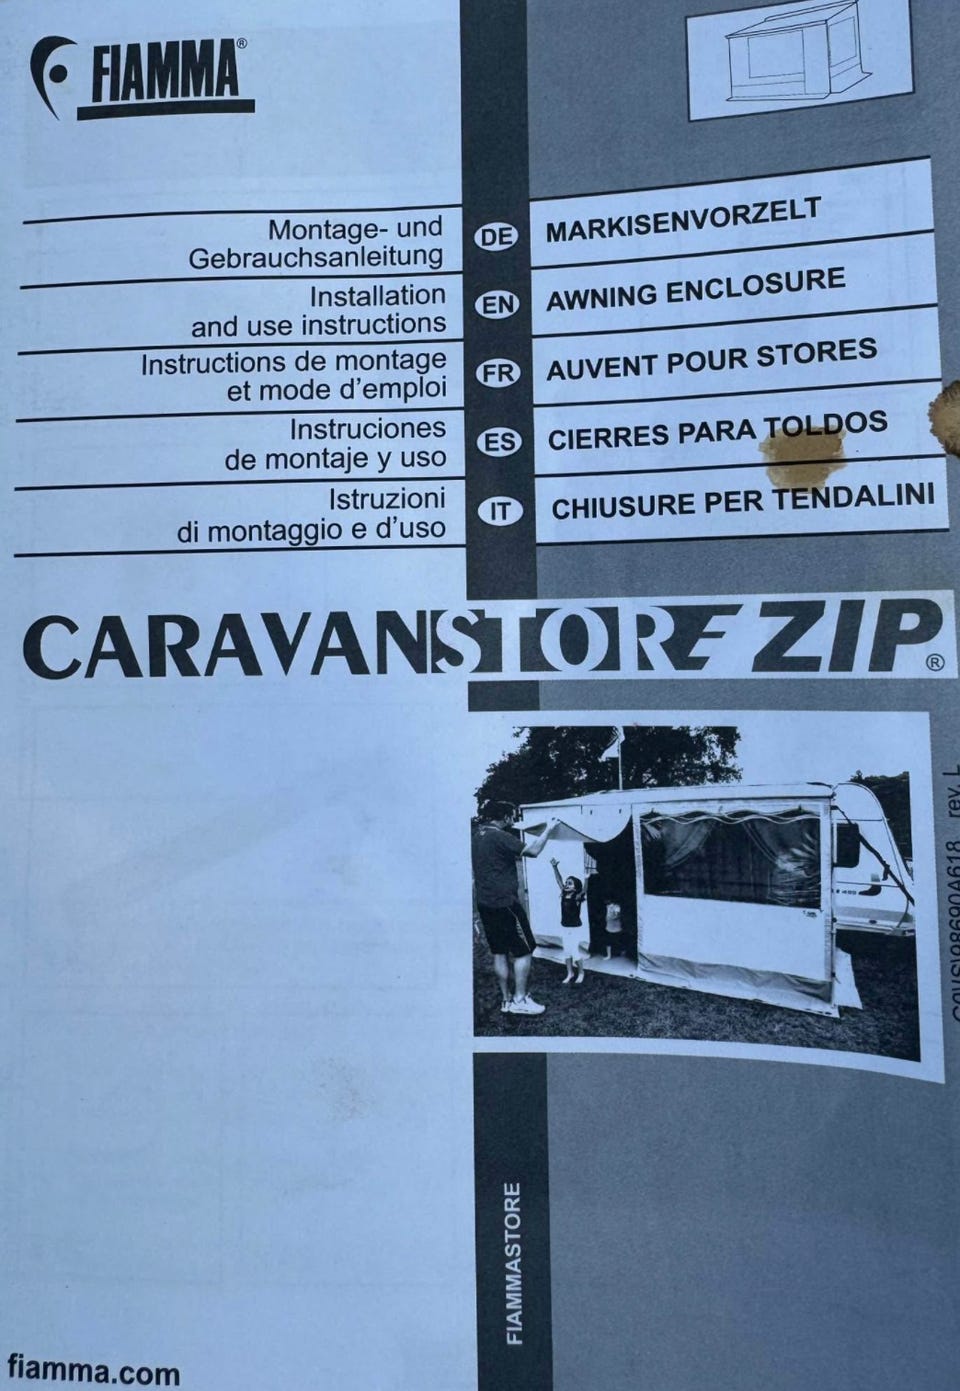 FIAMMA®
Montage- und
Gebrauchsanleitung
DE
MARKISENVORZELT
Installation
and use instructions
EN
AWNING ENCLOSURE
Instructions de montage
et mode d'emploi
FR
AUVENT POUR STORES
Instruciones
de montaje y uso
ES
CIERRES PARA TOLDOS
Istruzioni
di montaggio e d'uso
IT
CHIUSURE PER TENDALINI
CARAVANSTORE ZIP®
rev. L
FIAMMASTORE
fiamma.com